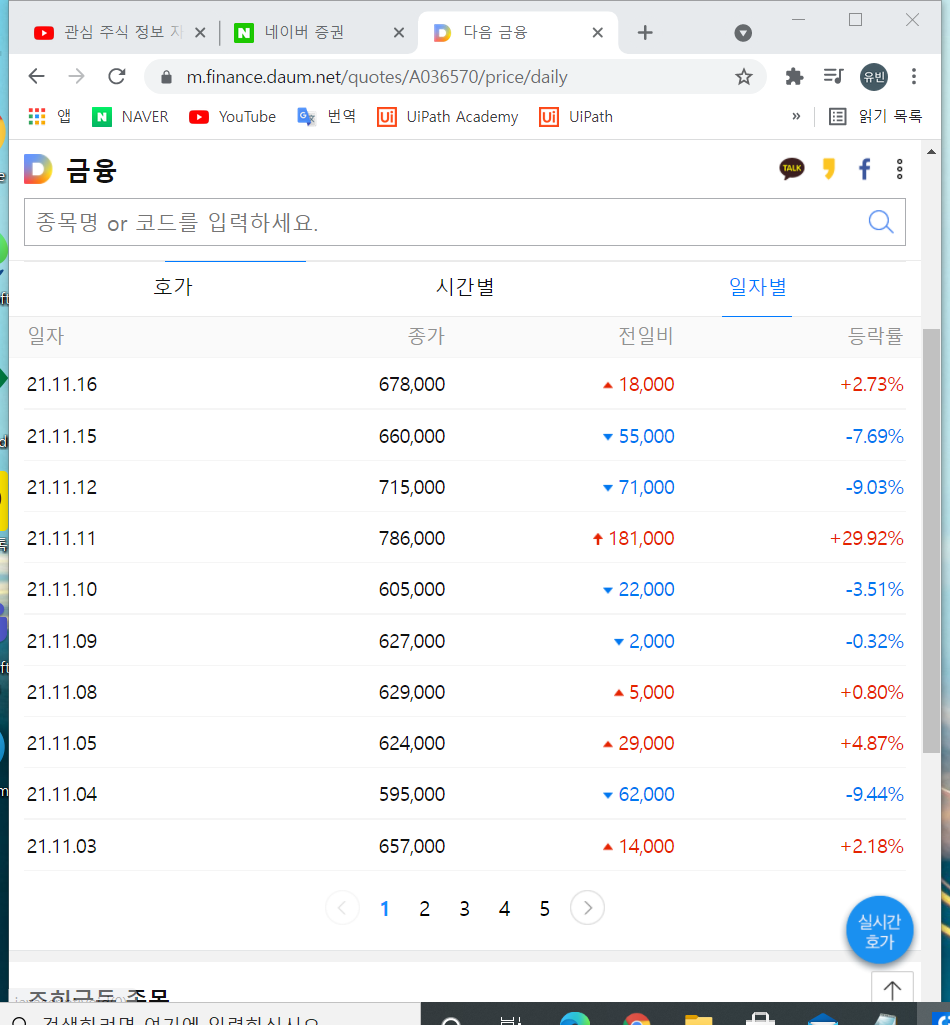 관심 주식 정보 자
네이버 증권
다음 금융
m.finance.daum.net/quotes/A036570/price/daily
유빈
앱 NAVER YouTube 번역 UiPath Academy UiPath » 읽기 목록
금융
TALK
종목명 or 코드를 입력하세요.
호가 시간별 일자별
일자 종가 전일비 등락률
21.11.16 678,000 ▲ 18,000 +2.73%
21.11.15 660,000 ▼ 55,000 -7.69%
21.11.12 715,000 ▼ 71,000 -9.03%
21.11.11 786,000 ↑ 181,000 +29.92%
21.11.10 605,000 ▼ 22,000 -3.51%
21.11.09 627,000 ▼ 2,000 -0.32%
21.11.08 629,000 ▲ 5,000 +0.80%
21.11.05 624,000 ▲ 29,000 +4.87%
21.11.04 595,000 ▼ 62,000 -9.44%
21.11.03 657,000 ▲ 14,000 +2.18%
1 2 3 4 5
실시간
호가
종목
검색하려면 여기에 입력하십시오